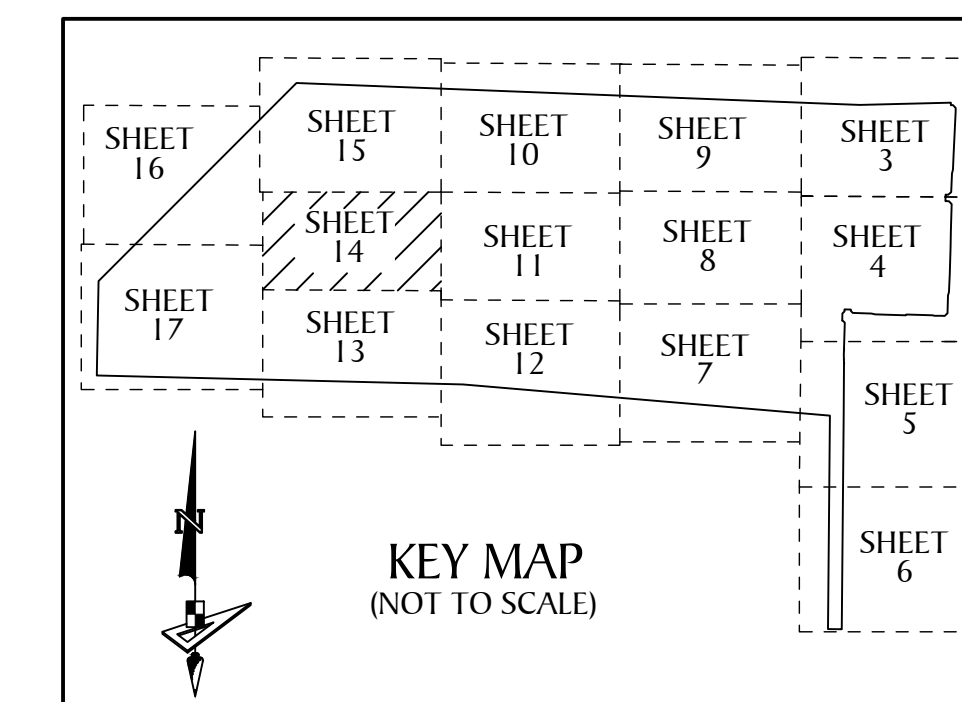 SHEET
16
SHEET
15
SHEET
10
SHEET
9
SHEET
3
SHEET
14
SHEET
11
SHEET
8
SHEET
4
SHEET
17
SHEET
13
SHEET
12
SHEET
7
SHEET
5
SHEET
6
N
KEY MAP
(NOT TO SCALE)